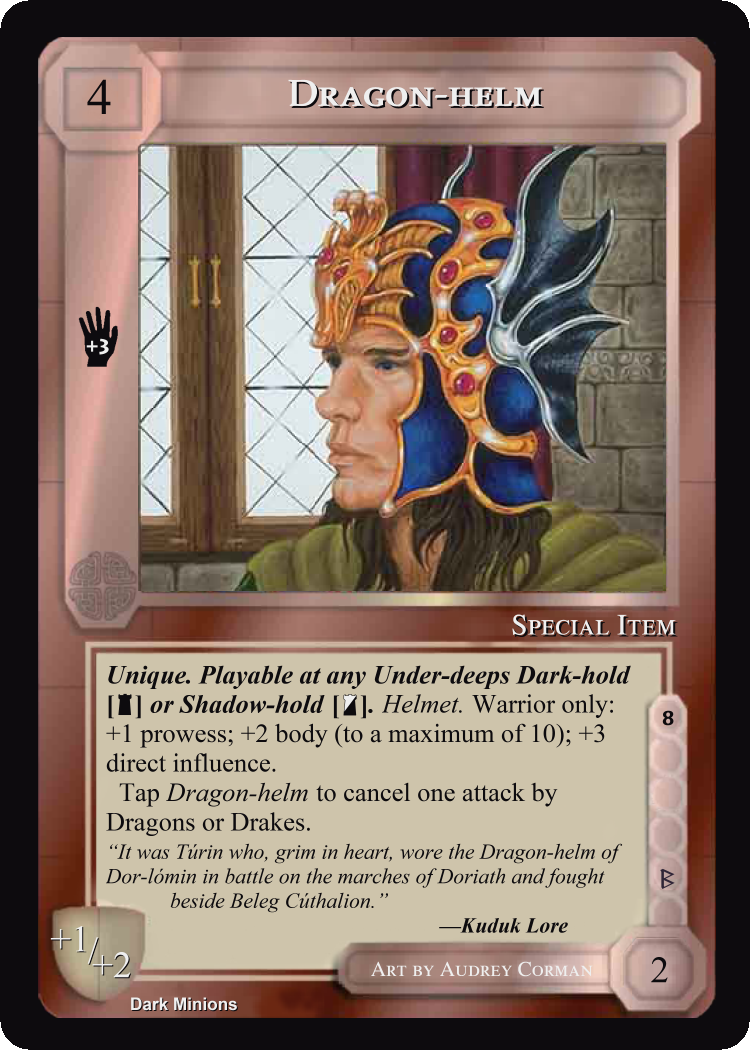 4
DRAGON-HELM
+3
SPECIAL ITEM
Unique. Playable at any Under-deeps Dark-hold
[] or Shadow-hold []. Helmet. Warrior only:
+1 prowess; +2 body (to a maximum of 10); +3
direct influence.
Tap Dragon-helm to cancel one attack by
Dragons or Drakes.
“It was Túrin who, grim in heart, wore the Dragon-helm of
Dor-lómin in battle on the marches of Doriath and fought
beside Beleg Cúthalion.”
—Kuduk Lore
8
ᛒ
+1/+2
ART BY AUDREY CORMAN
2
Dark Minions